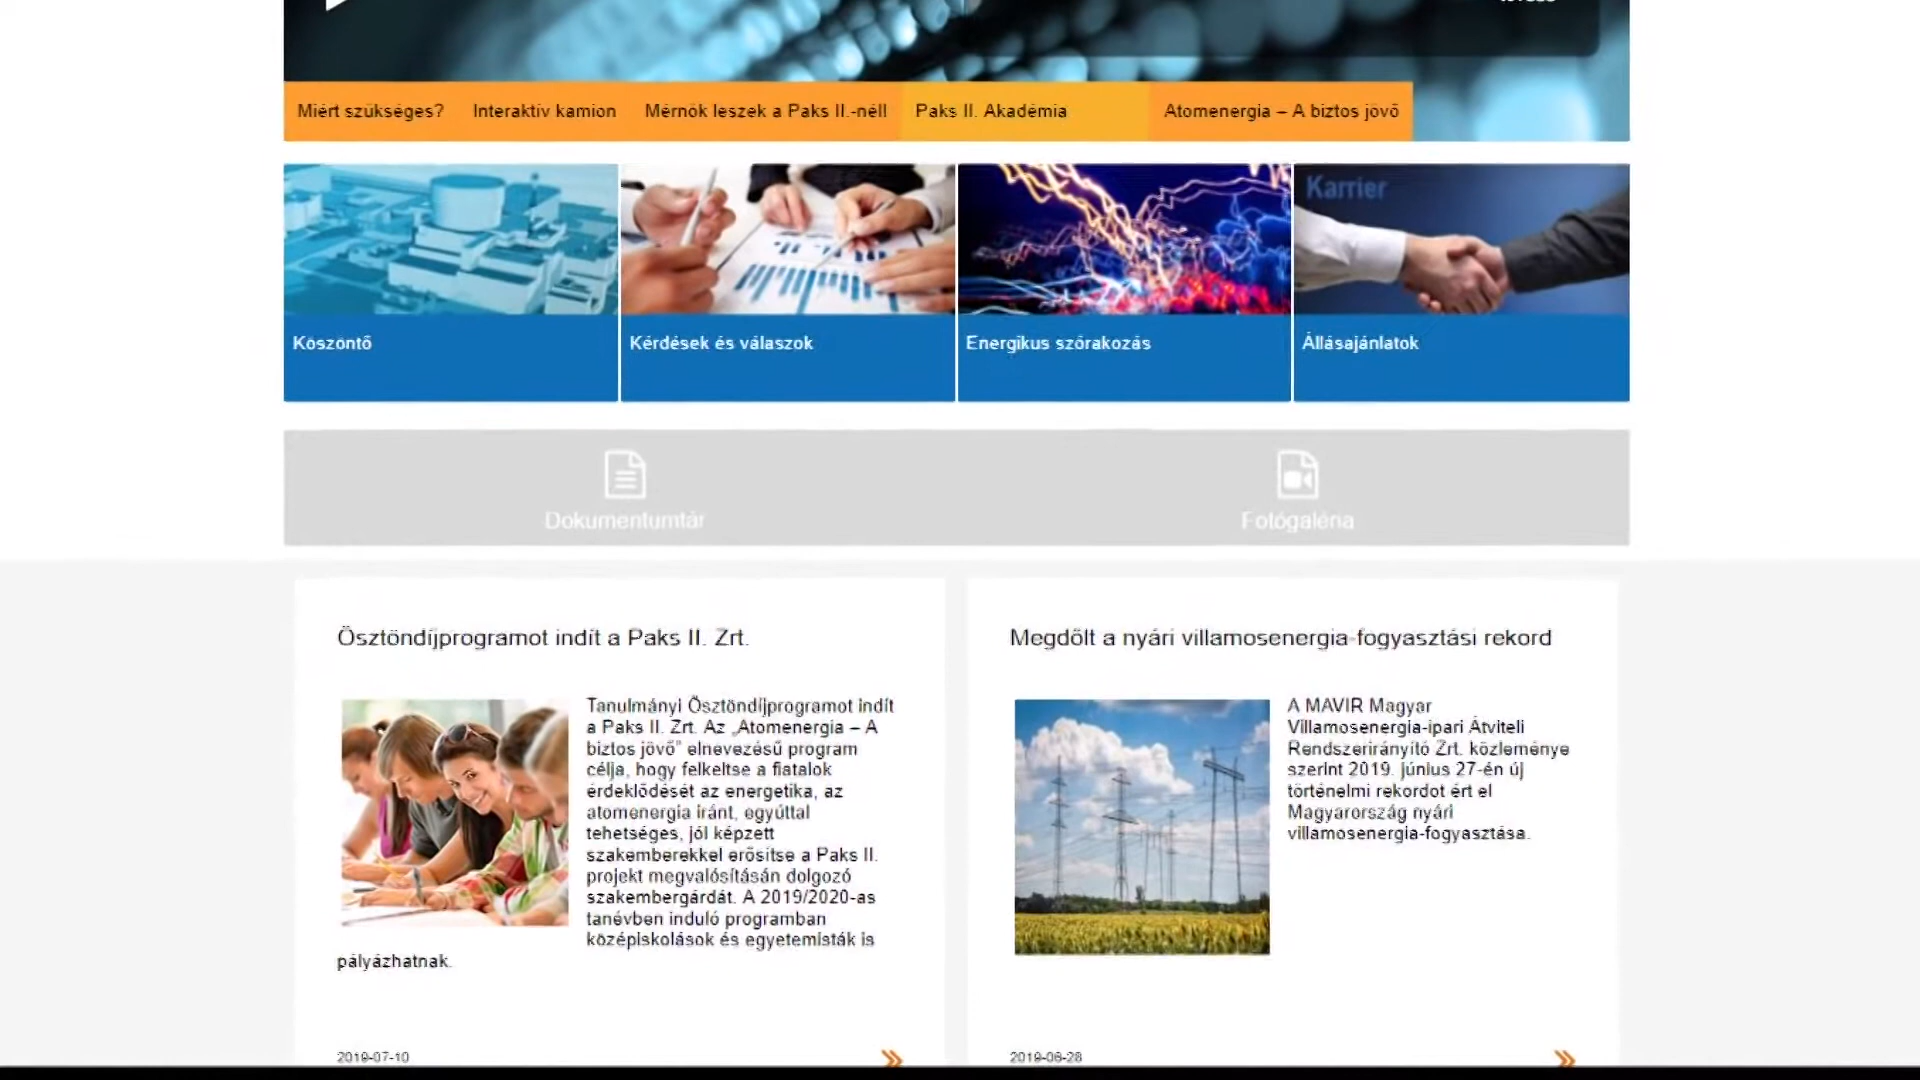 Miért szükséges? Interaktív kamion Mérnök leszek a Paks II.-nél! Paks II. Akadémia Atomenergia – A biztos jövő
Karrier
Köszöntő
Kérdések és válaszok
Energikus szórakozás
Állásajánlatok
Dokumentumtár
Fotógaléria
Ösztöndíjprogramot indít a Paks II. Zrt.
Tanulmányi Ösztöndíjprogramot indít
a Paks II. Zrt. Az „Atomenergia – A
biztos jövő” elnevezésű program
célja, hogy felkeltse a fiatalok
érdeklődését az energetika, az
atomenergia iránt, egyúttal
tehetséges, jól képzett
szakemberekkel erősítse a Paks II.
projekt megvalósításán dolgozó
szakembergárdát. A 2019/2020-as
tanévben induló programban
középiskolások és egyetemisták is
pályázhatnak.
2019-07-10
Megdőlt a nyári villamosenergia-fogyasztási rekord
A MAVIR Magyar
Villamosenergia-ipari Átviteli
Rendszerirányító Zrt. közleménye
szerint 2019. június 27-én új
történelmi rekordot ért el
Magyarország nyári
villamosenergia-fogyasztása.
2019-06-28